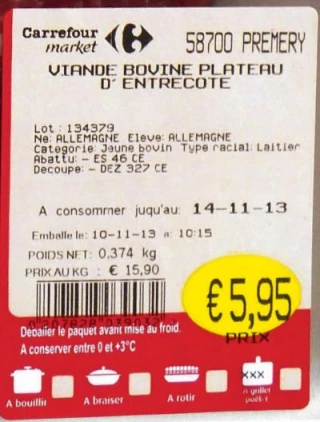 Carrefour
market
58700 PREMERY
VIANDE BOVINE PLATEAU
D' ENTRECOTE
Lot : 134379
Ne: ALLEMAGNE Eleve: ALLEMAGNE
Categorie: Jeune bovin Type racial: Laitier
Abattu: - ES 46 CE
Decoupe: - DEZ 327 CE
A consommer juqu'au: 14-11-13
Emballe le: 10-11-13 a: 10:15
POIDS NET: 0,374 kg
PRIX AU KG : € 15,90
€ 5,95
PRIX
Déballer le paquet avant mise au froid.
A conserver entre 0 et +3°C
XXX
A bouillir
A braiser
A rotir
A griller